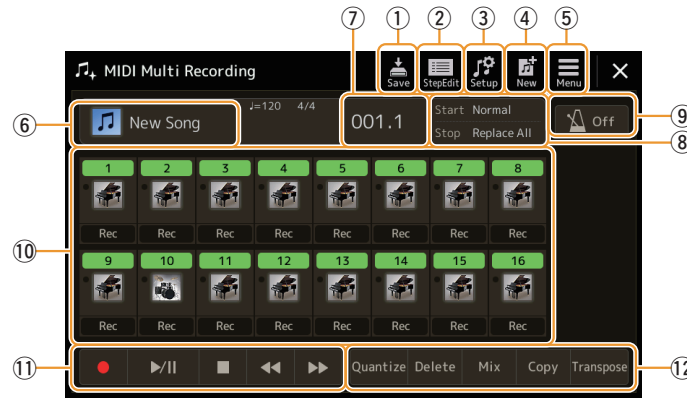 ⑦ ① ② ③ ④ ⑤
MIDI Multi Recording
Save StepEdit Setup New Menu
⑥ New Song ♩=120 4/4 001.1 Start Normal Off ⑨
Stop Replace All ⑧
1 2 3 4 5 6 7 8
Rec Rec Rec Rec Rec Rec Rec Rec
⑩
9 10 11 12 13 14 15 16
Rec Rec Rec Rec Rec Rec Rec Rec
⑪ Quantize Delete Mix Copy Transpose ⑫